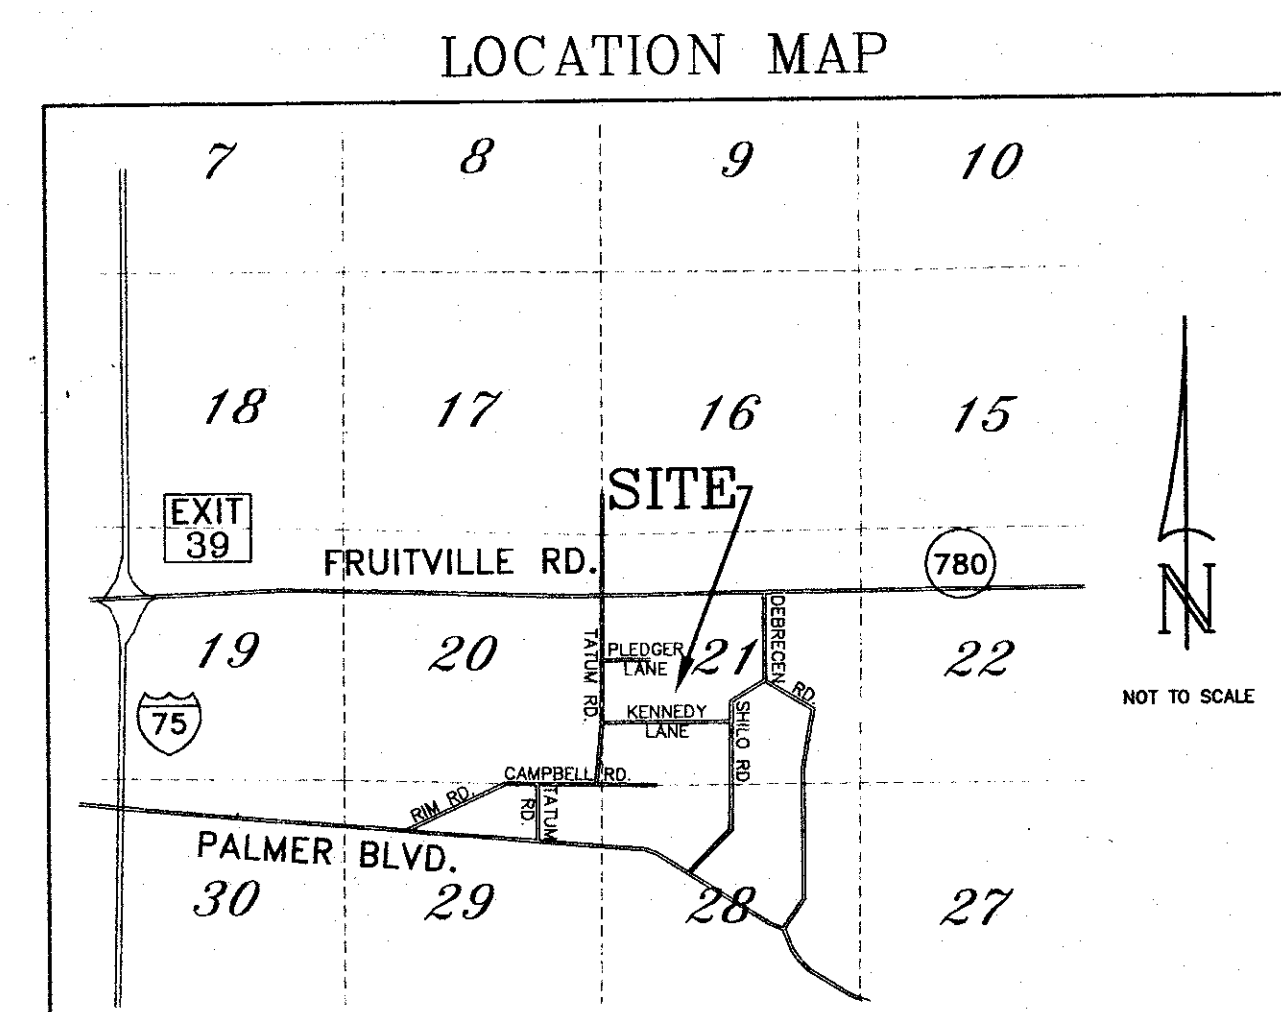 LOCATION MAP
7
8
9
10
18
17
16
15
SITE
EXIT
39
FRUITVILLE RD.
780
19
20
21
22
TATUM RD.
PLEDGER
LANE
DEBRECEN
RD.
N
NOT TO SCALE
75
KENNEDY
LANE
SHILO RD
CAMPBELL RD.
RIM RD.
TATUM
RD.
PALMER BLVD.
30
29
28
27